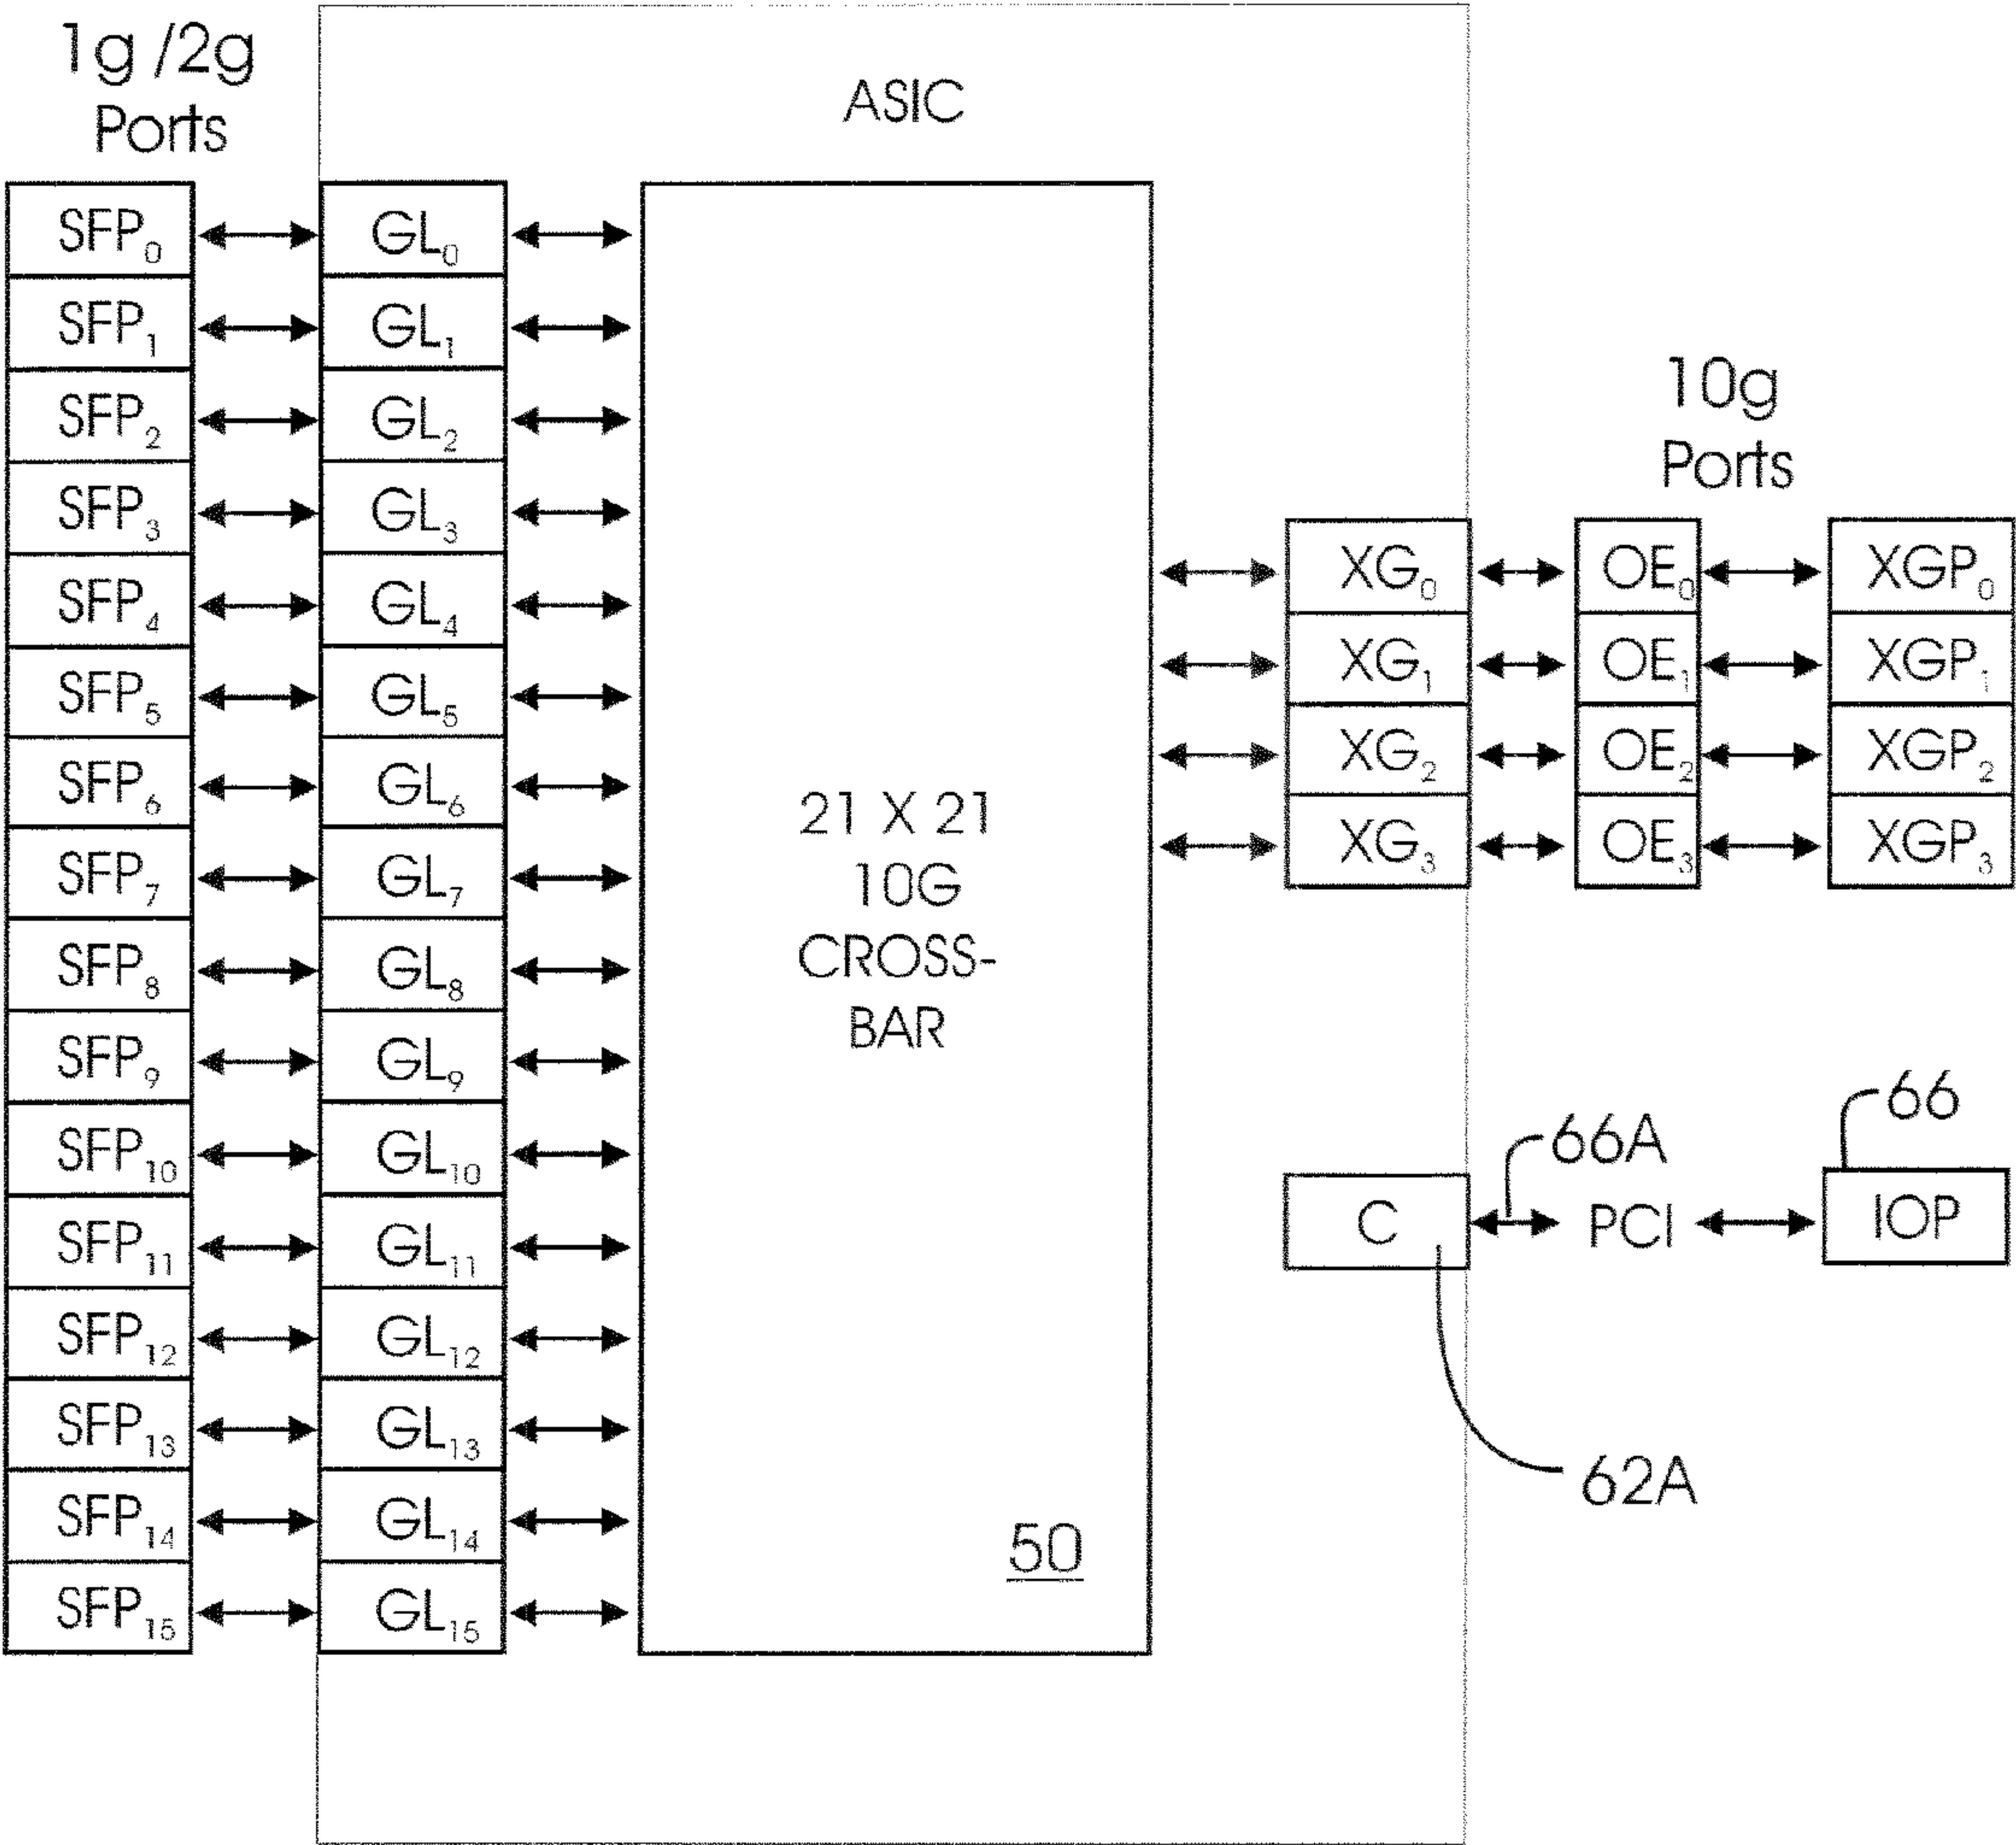 1g /2g
Ports
ASIC
SFP0 GL0
SFP1 GL1
SFP2 GL2
SFP3 GL3
SFP4 GL4
SFP5 GL5
SFP6 GL6
SFP7 GL7
SFP8 GL8
SFP9 GL9
SFP10 GL10
SFP11 GL11
SFP12 GL12
SFP13 GL13
SFP14 GL14
SFP15 GL15
21 X 21
10G
CROSS-
BAR
50
10g
Ports
XG0 OE0 XGP0
XG1 OE1 XGP1
XG2 OE2 XGP2
XG3 OE3 XGP3
66A
66
C PCI IOP
62A